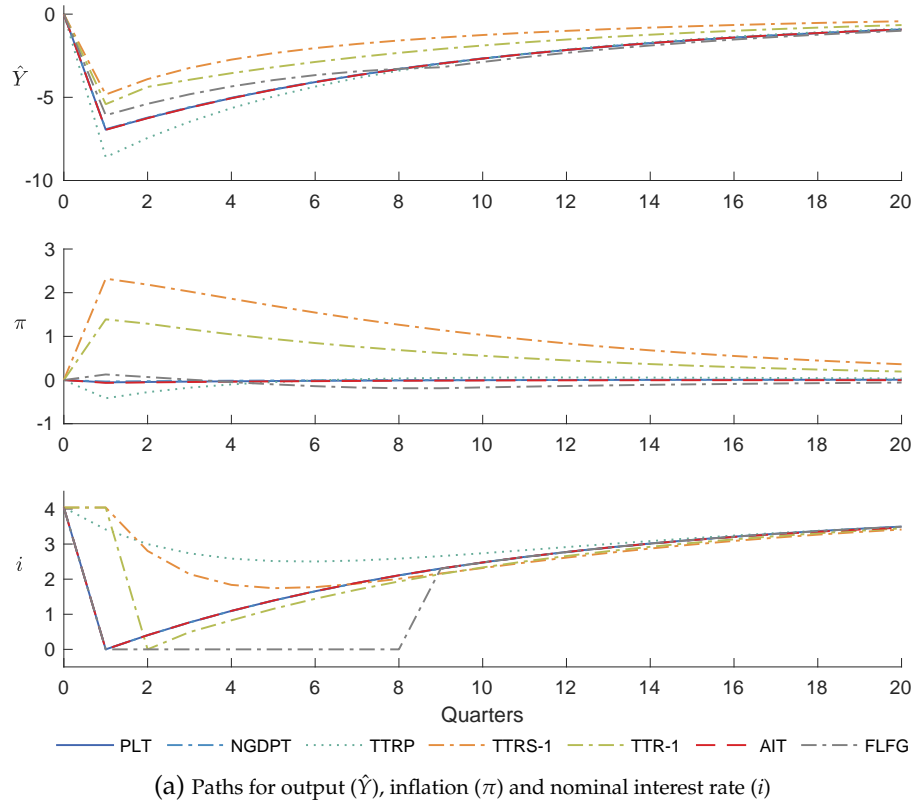 0
-5
-10
Ŷ
0 2 4 6 8 10 12 14 16 18 20
3
2
1
0
-1
π
0 2 4 6 8 10 12 14 16 18 20
4
3
2
1
0
i
0 2 4 6 8 10 12 14 16 18 20
Quarters
PLT NGDPT TTRP TTRS-1 TTR-1 AIT FLFG
(a) Paths for output (Ŷ), inflation (π) and nominal interest rate (i)